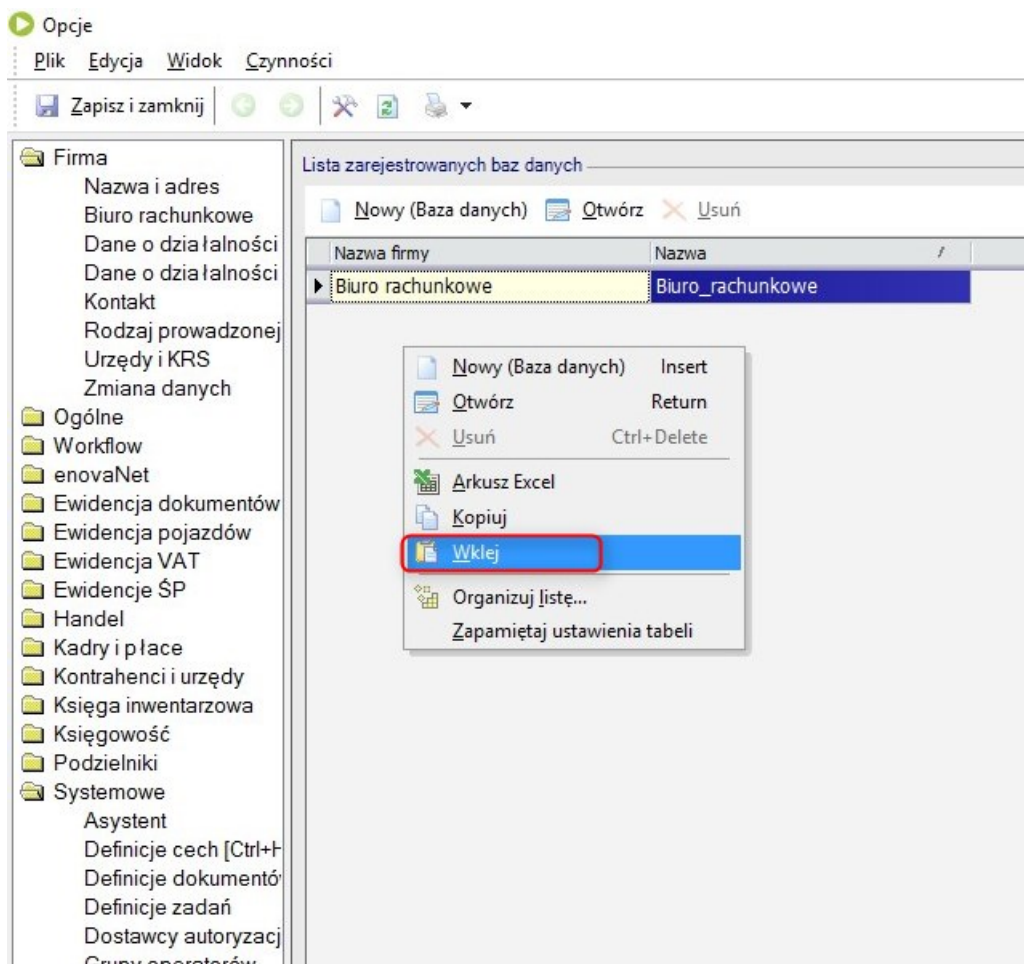 Opcje
Plik Edycja Widok Czynności
Zapisz i zamknij
Firma
Nazwa i adres
Biuro rachunkowe
Dane o działalności
Dane o działalności
Kontakt
Rodzaj prowadzonej
Urzędy i KRS
Zmiana danych
Ogólne
Workflow
enovaNet
Ewidencja dokumentów
Ewidencja pojazdów
Ewidencja VAT
Ewidencje ŚP
Handel
Kadry i płace
Kontrahenci i urzędy
Księga inwentarzowa
Księgowość
Podzielniki
Systemowe
Asystent
Definicje cech [Ctrl+H
Definicje dokumentó
Definicje zadań
Dostawcy autoryzacj
Grupy operatorów
Lista zarejestrowanych baz danych
Nowy (Baza danych) Otwórz Usuń
Nazwa firmy Nazwa /
Biuro rachunkowe Biuro_rachunkowe
Nowy (Baza danych) Insert
Otwórz Return
Usuń Ctrl+Delete
Arkusz Excel
Kopiuj
Wklej
Organizuj listę...
Zapamiętaj ustawienia tabeli